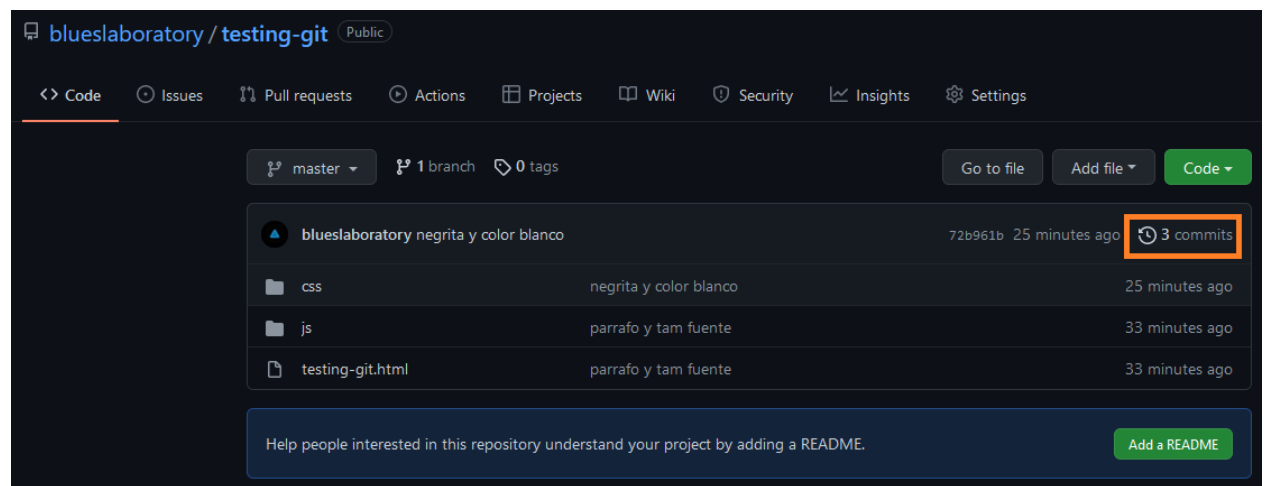 blueslaboratory / testing-git Public
Code Issues Pull requests Actions Projects Wiki Security Insights Settings
master 1 branch 0 tags Go to file Add file Code
blueslaboratory negrita y color blanco 72b961b 25 minutes ago 3 commits
css negrita y color blanco 25 minutes ago
js parrafo y tam fuente 33 minutes ago
testing-git.html parrafo y tam fuente 33 minutes ago
Help people interested in this repository understand your project by adding a README. Add a README